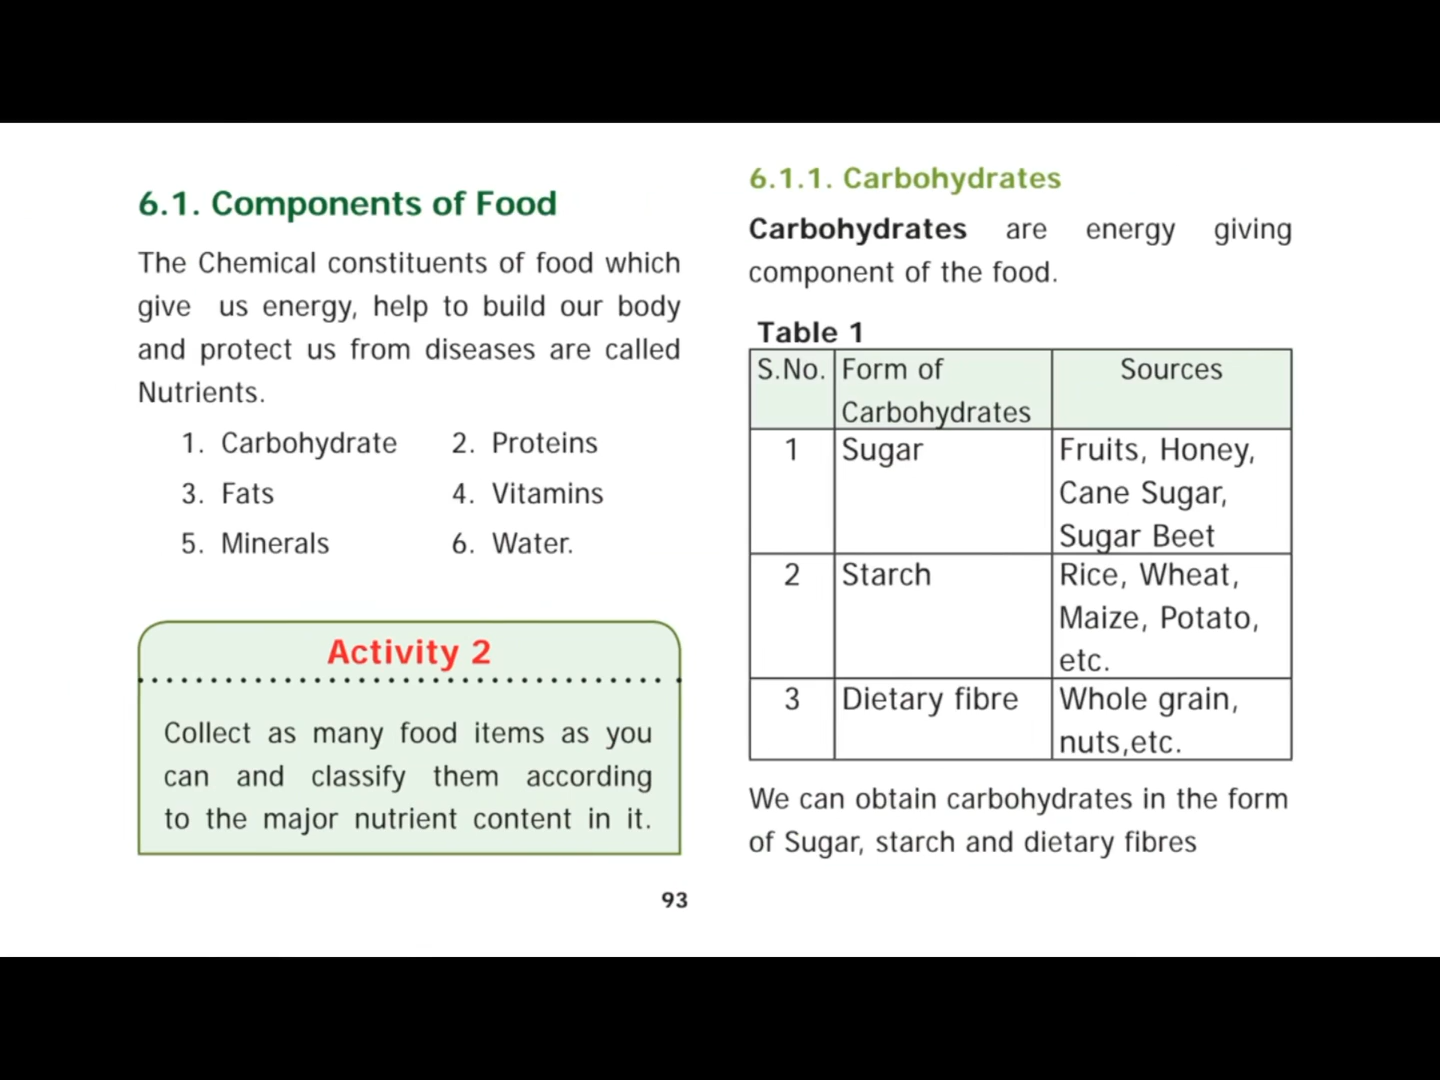 6.1. Components of Food
The Chemical constituents of food which
give us energy, help to build our body
and protect us from diseases are called
Nutrients.
1. Carbohydrate 2. Proteins
3. Fats 4. Vitamins
5. Minerals 6. Water.
Activity 2
Collect as many food items as you
can and classify them according
to the major nutrient content in it.
93
6.1.1. Carbohydrates
Carbohydrates are energy giving
component of the food.
Table 1
S.No. Form of Sources
Carbohydrates
1 Sugar Fruits, Honey,
Cane Sugar,
Sugar Beet
2 Starch Rice, Wheat,
Maize, Potato,
etc.
3 Dietary fibre Whole grain,
nuts,etc.
We can obtain carbohydrates in the form
of Sugar, starch and dietary fibres